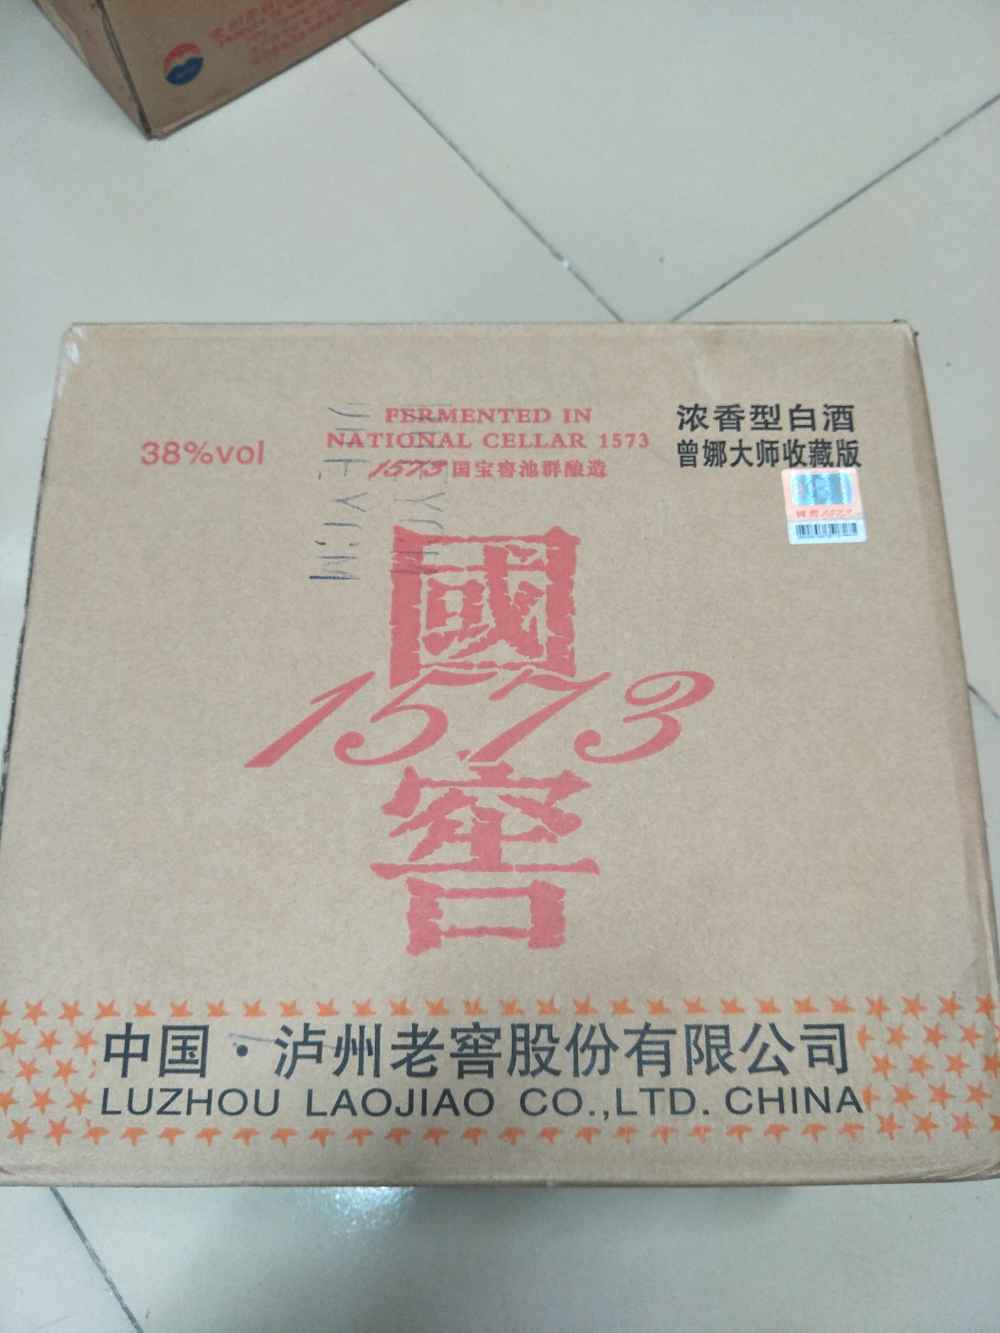 38%vol
FERMENTED IN
NATIONAL CELLAR 1573
1573国宝窖池群酿造
浓香型白酒
曾娜大师收藏版
國
1573
窖
中国·泸州老窖股份有限公司
LUZHOU LAOJIAO CO.,LTD. CHINA